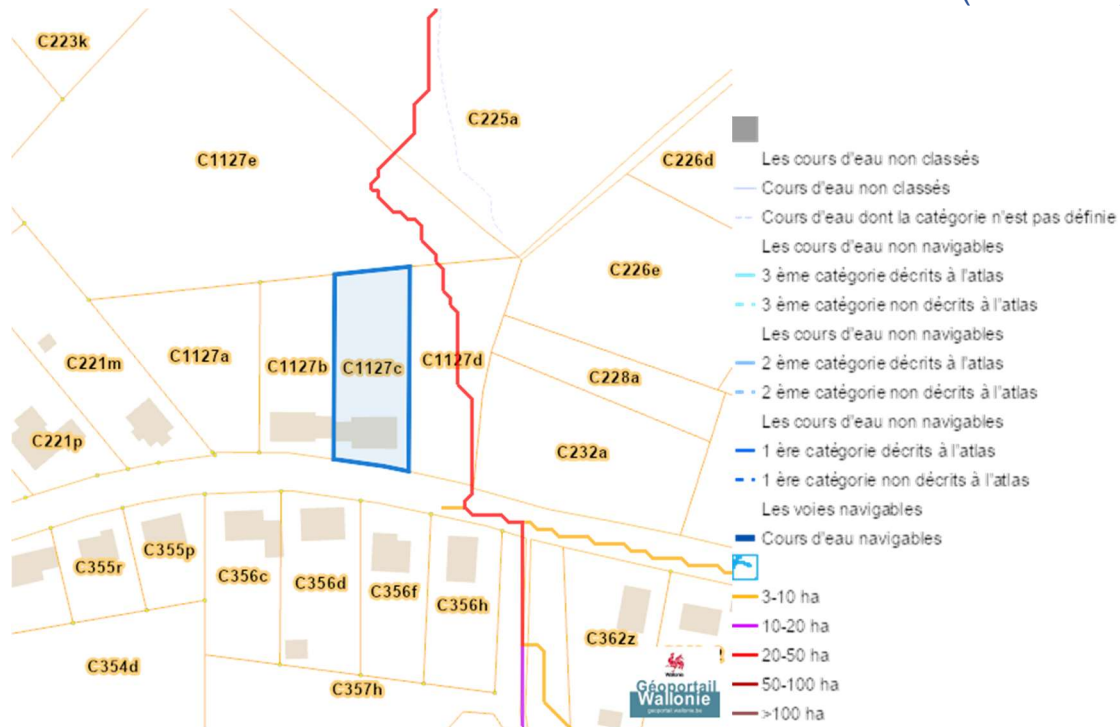 C223k
C225a
C1127e
C226d
C226e
C221m
C1127a
C1127b
C1127c
C1127d
C228a
C221p
C232a
C355r
C355p
C356c
C356d
C356f
C356h
C362z
C354d
C357h
Wallonie
Géoportail
Wallonie
geoportail.wallonie.be
Les cours d'eau non classés
Cours d'eau non classés
Cours d'eau dont la catégorie n'est pas définie
Les cours d'eau non navigables
3 ème catégorie décrits à l'atlas
3 ème catégorie non décrits à l'atlas
Les cours d'eau non navigables
2 ème catégorie décrits à l'atlas
2 ème catégorie non décrits à l'atlas
Les cours d'eau non navigables
1 ère catégorie décrits à l'atlas
1 ère catégorie non décrits à l'atlas
Les voies navigables
Cours d'eau navigables
3-10 ha
10-20 ha
20-50 ha
50-100 ha
>100 ha